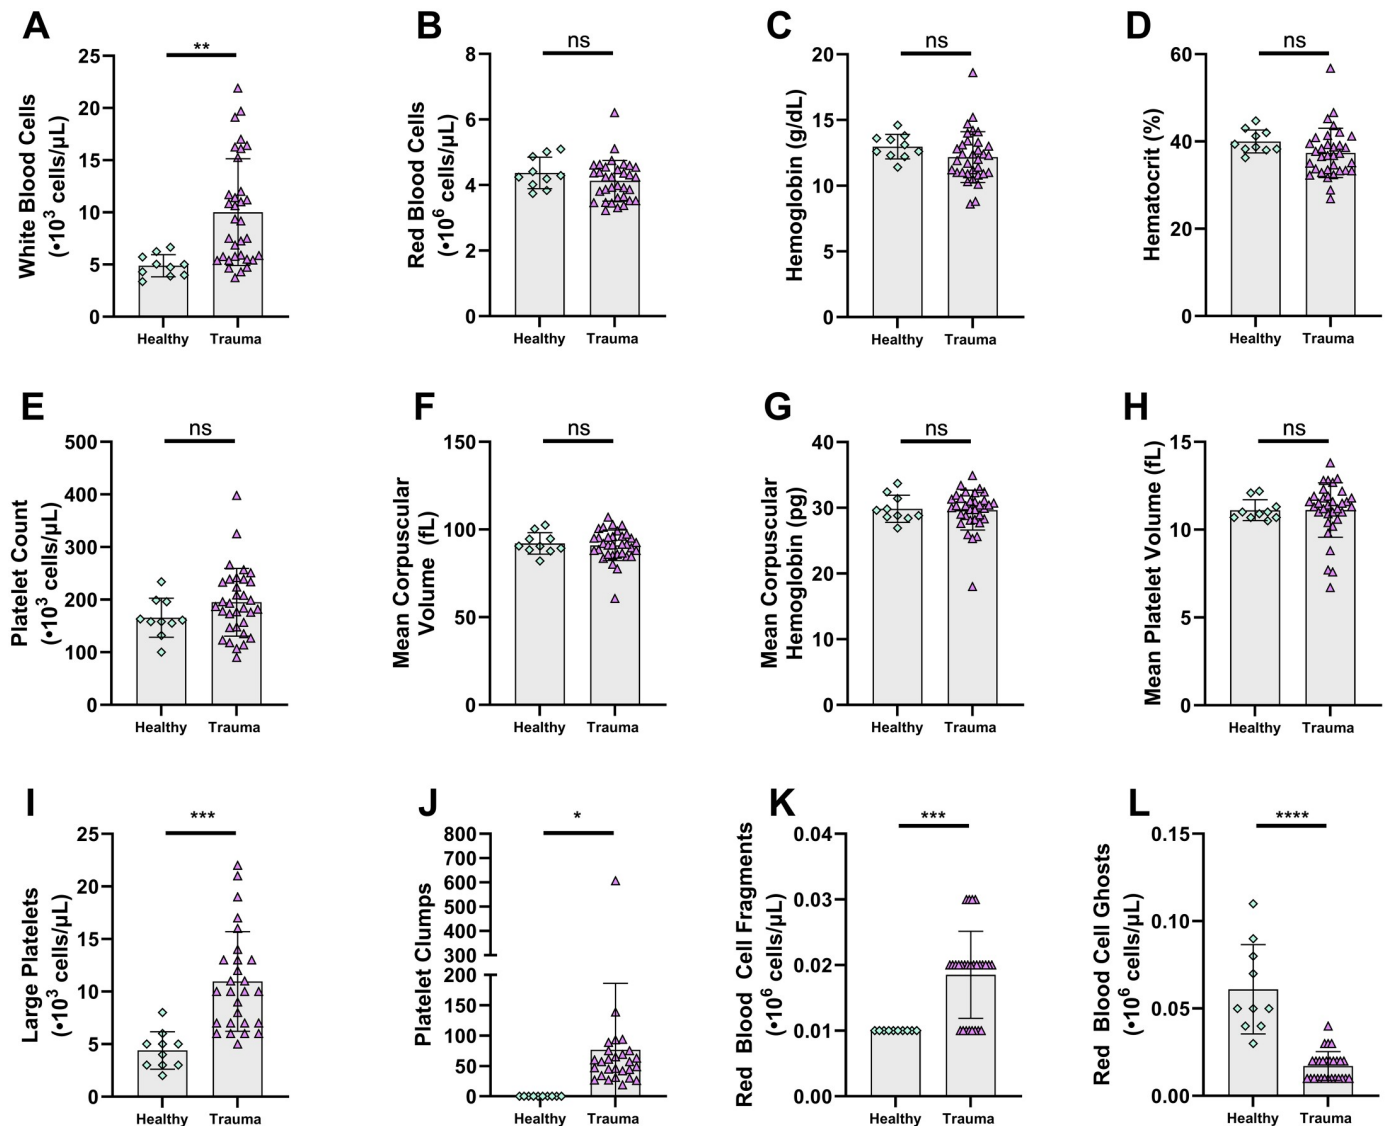 A
White Blood Cells
(•10³ cells/µL)
25
20
15
10
5
0
**
Healthy
Trauma
B
Red Blood Cells
(•10⁶ cells/µL)
8
6
4
2
0
ns
Healthy
Trauma
C
Hemoglobin (g/dL)
20
15
10
5
0
ns
Healthy
Trauma
D
Hematocrit (%)
60
40
20
0
ns
Healthy
Trauma
E
Platelet Count
(•10³ cells/µL)
500
400
300
200
100
0
ns
Healthy
Trauma
F
Mean Corpuscular
Volume (fL)
150
100
50
0
ns
Healthy
Trauma
G
Mean Corpuscular
Hemoglobin (pg)
40
30
20
10
0
ns
Healthy
Trauma
H
Mean Platelet Volume (fL)
15
10
5
0
ns
Healthy
Trauma
I
Large Platelets
(•10³ cells/µL)
25
20
15
10
5
0
***
Healthy
Trauma
J
Platelet Clumps
800
700
600
500
400
300
200
150
100
50
0
*
Healthy
Trauma
K
Red Blood Cell Fragments
(•10⁶ cells/µL)
0.04
0.03
0.02
0.01
0.00
***
Healthy
Trauma
L
Red Blood Cell Ghosts
(•10⁶ cells/µL)
0.15
0.10
0.05
0.00
****
Healthy
Trauma